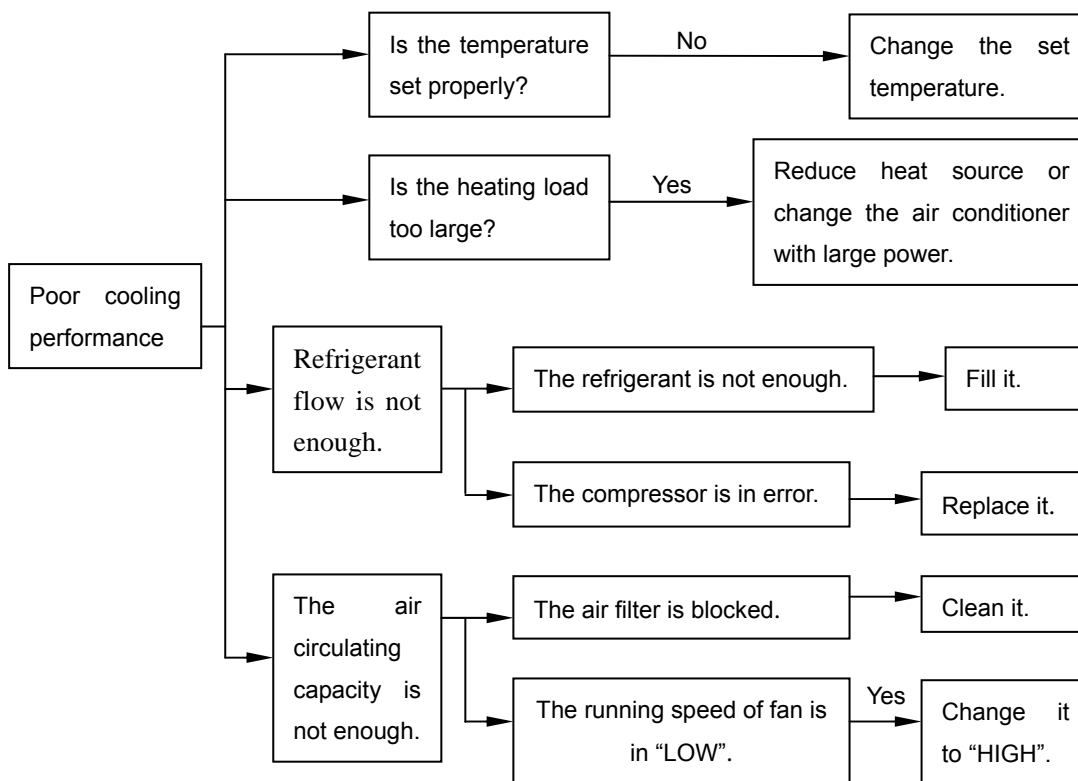 Is the temperature
set properly?
No
Change the set
temperature.
Is the heating load
too large?
Yes
Reduce heat source or
change the air conditioner
with large power.
Poor cooling
performance
Refrigerant
flow is not
enough.
The refrigerant is not enough.
Fill it.
The compressor is in error.
Replace it.
The air
circulating
capacity is
not enough.
The air filter is blocked.
Clean it.
The running speed of fan is
in “LOW”.
Yes
Change it
to “HIGH”.